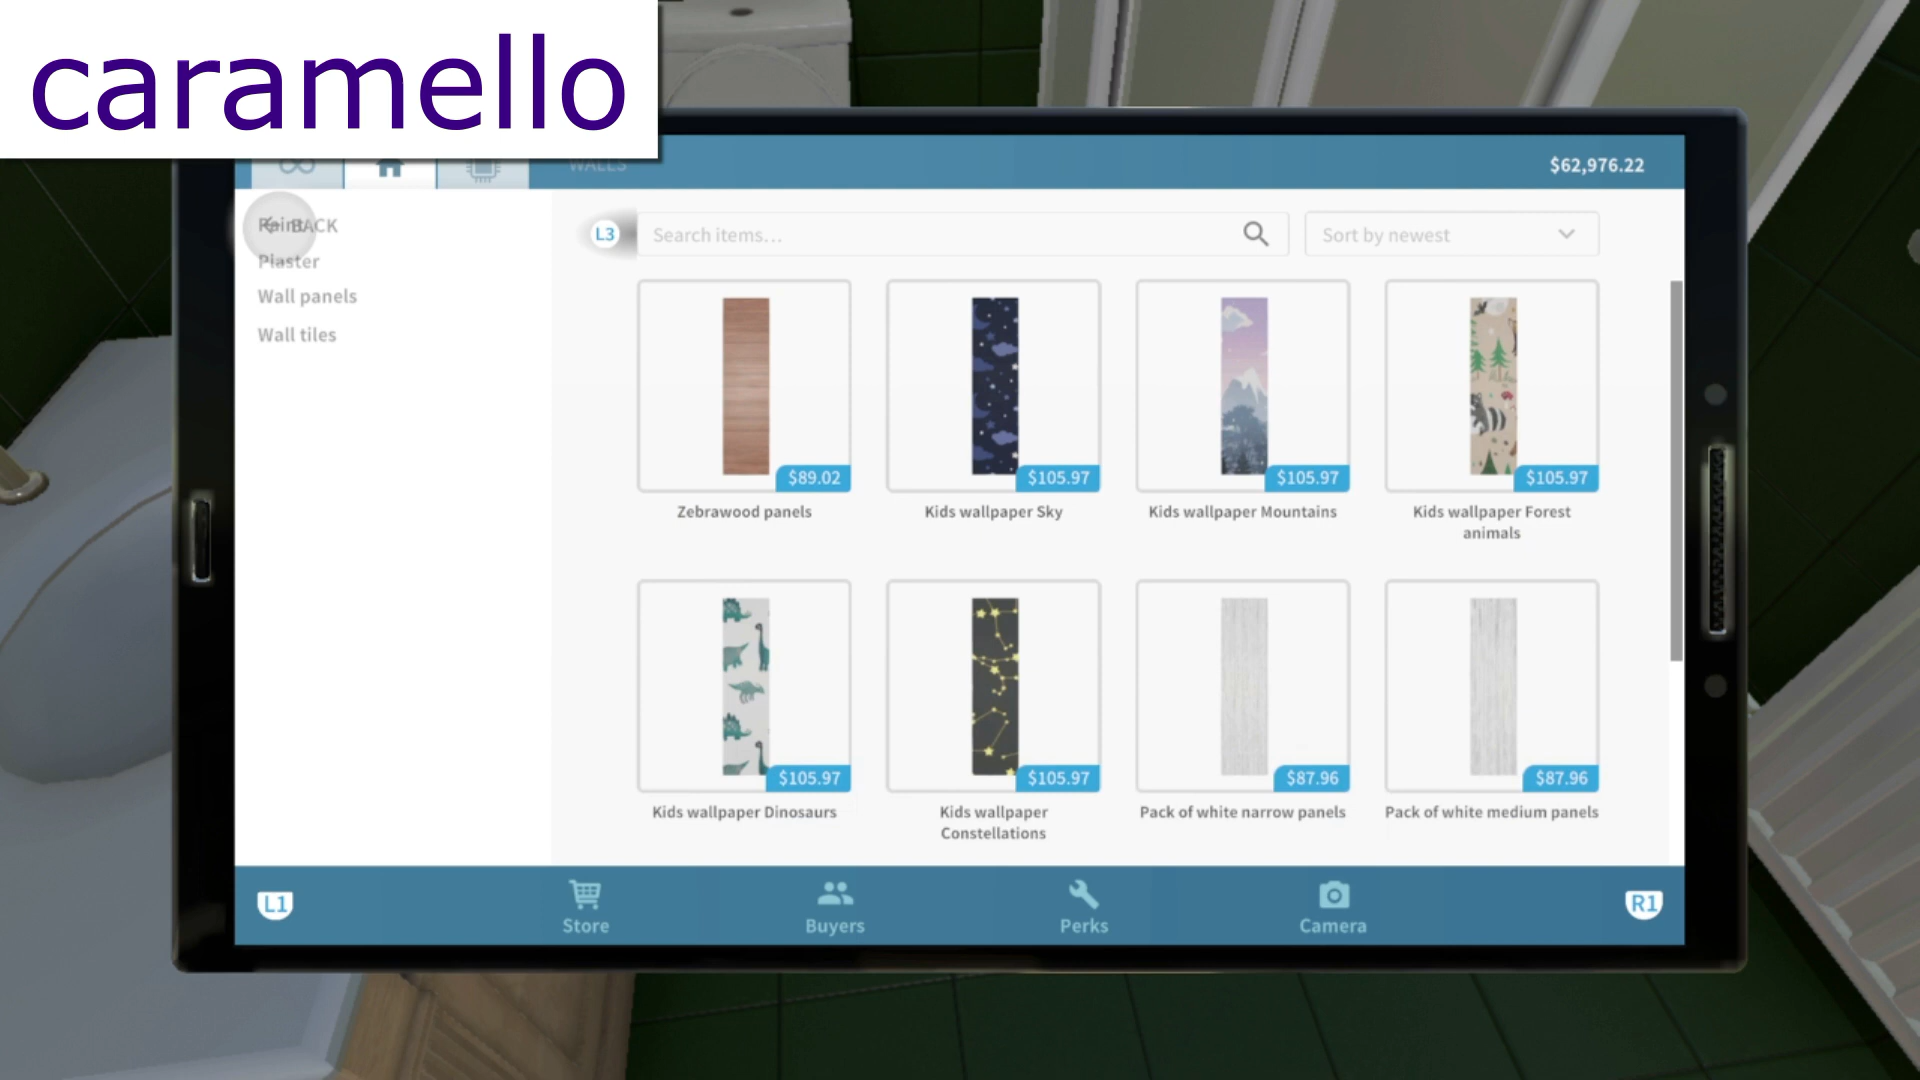 caramello
WALLS
$62,976.22
Paint
BACK
Plaster
Wall panels
Wall tiles
L3
Search items...
Sort by newest
$89.02
$105.97
$105.97
$105.97
Zebrawood panels
Kids wallpaper Sky
Kids wallpaper Mountains
Kids wallpaper Forest
animals
$105.97
$105.97
$87.96
$87.96
Kids wallpaper Dinosaurs
Kids wallpaper
Constellations
Pack of white narrow panels
Pack of white medium panels
L1
Store
Buyers
Perks
Camera
R1